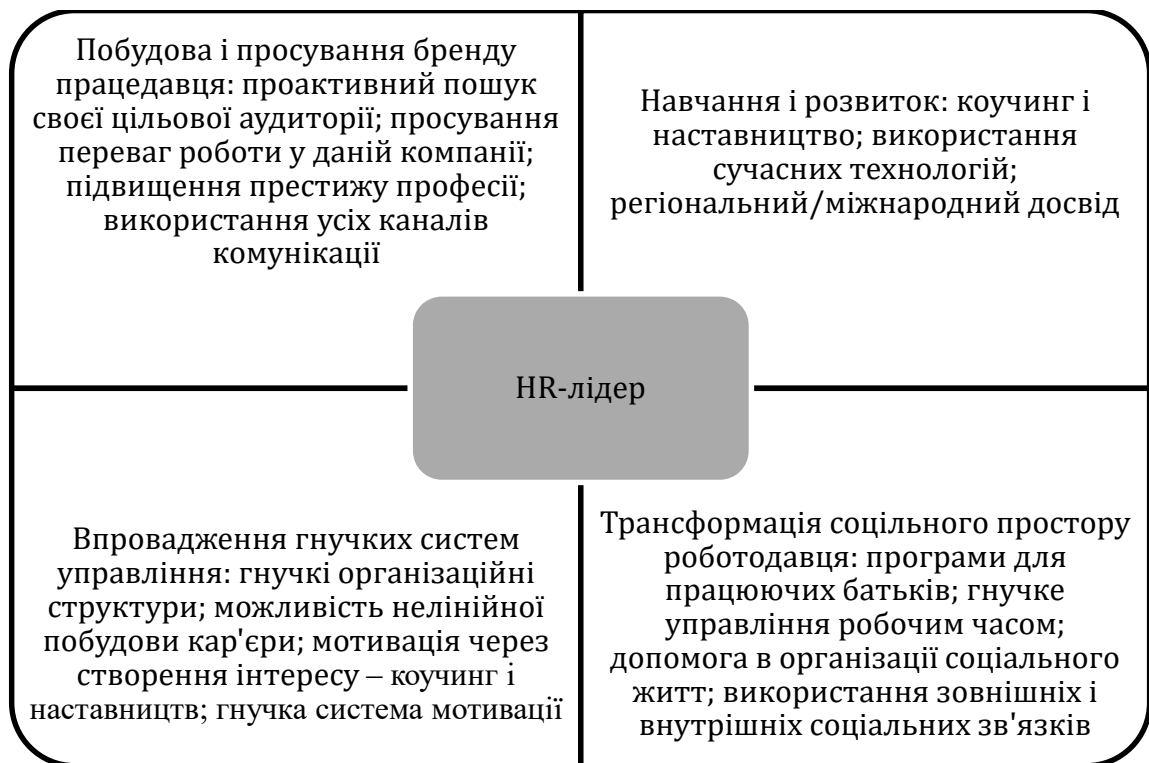 Побудова і просування бренду
працедавця: проактивний пошук
своєї цільової аудиторії; просування
переваг роботи у даній компанії;
підвищення престижу професії;
використання усіх каналів
комунікації
Навчання і розвиток: коучинг і
наставництво; використання
сучасних технологій;
регіональний/міжнародний досвід
HR-лідер
Впровадження гнучких систем
управління: гнучкі організаційні
структури; можливість нелінійної
побудови кар'єри; мотивація через
створення інтересу – коучинг і
наставництв; гнучка система мотивації
Трансформація соцільного простору
роботодавця: програми для
працюючих батьків; гнучке
управління робочим часом;
допомога в організації соціального
житт; використання зовнішніх і
внутрішніх соціальних зв'язків